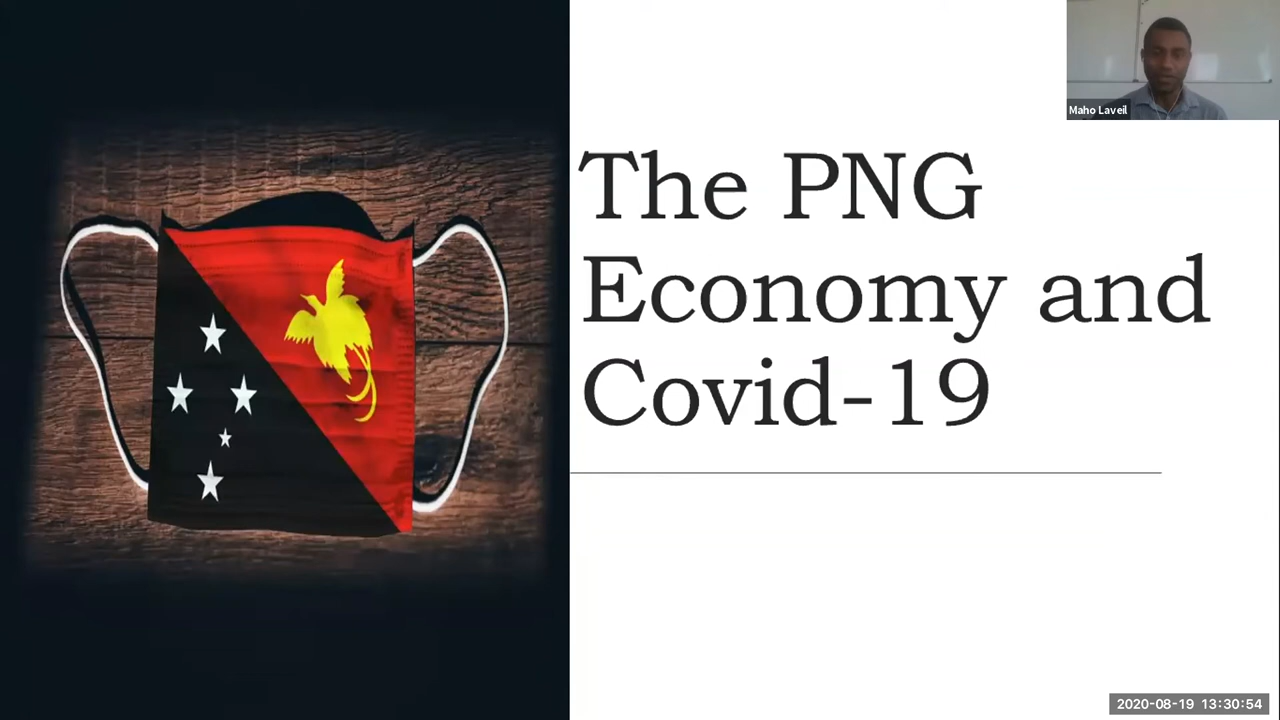 Maho Laveil
The PNG
Economy and
Covid-19
2020-08-19 13:30:54